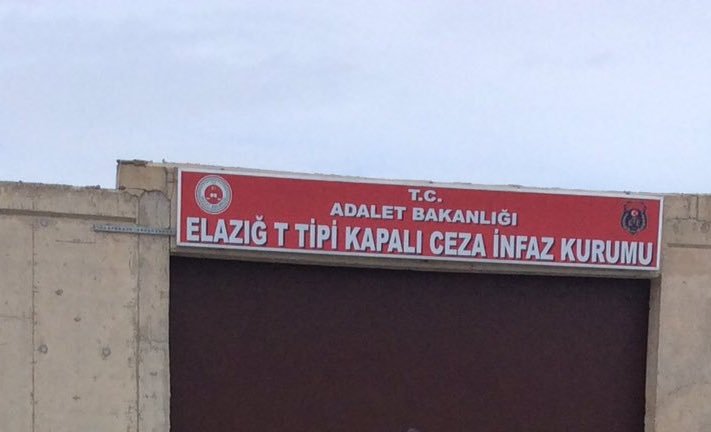 T.C.
ADALET BAKANLIĞI
ELAZIĞ T TİPİ KAPALI CEZA İNFAZ KURUMU